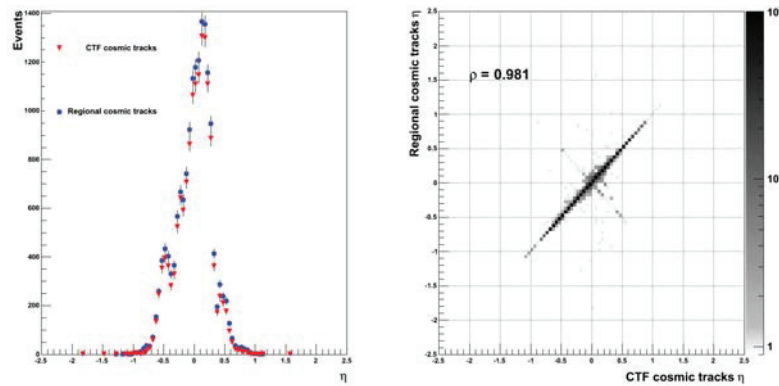 Events
1400
1200
1000
800
600
400
200
0
CTF cosmic tracks
Regional cosmic tracks
-2.5 -2 -1.5 -1 -0.5 0 0.5 1 1.5 2 2.5
η
Regional cosmic tracks η
2.5
2
1.5
1
0.5
0
-0.5
-1
-1.5
-2
-2.5
ρ = 0.981
-2.5 -2 -1.5 -1 -0.5 0 0.5 1 1.5 2 2.5
CTF cosmic tracks η
10
10
1